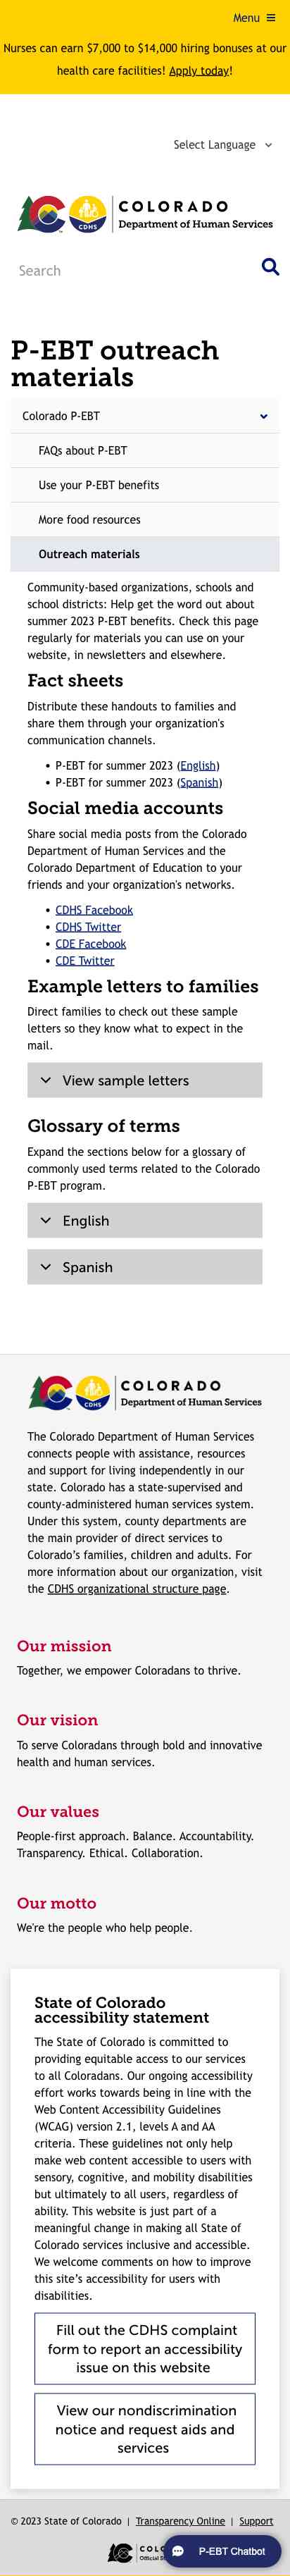 Menu
Nurses can earn $7,000 to $14,000 hiring bonuses at our
health care facilities! Apply today!
Select Language
COLORADO
CDHS
Department of Human Services
Search
P-EBT outreach
materials
Colorado P-EBT
FAQs about P-EBT
Use your P-EBT benefits
More food resources
Outreach materials
Community-based organizations, schools and
school districts: Help get the word out about
summer 2023 P-EBT benefits. Check this page
regularly for materials you can use on your
website, in newsletters and elsewhere.
Fact sheets
Distribute these handouts to families and
share them through your organization's
communication channels.
• P-EBT for summer 2023 (English)
• P-EBT for summer 2023 (Spanish)
Social media accounts
Share social media posts from the Colorado
Department of Human Services and the
Colorado Department of Education to your
friends and your organization's networks.
• CDHS Facebook
• CDHS Twitter
• CDE Facebook
• CDE Twitter
Example letters to families
Direct families to check out these sample
letters so they know what to expect in the
mail.
View sample letters
Glossary of terms
Expand the sections below for a glossary of
commonly used terms related to the Colorado
P-EBT program.
English
Spanish
COLORADO
CDHS
Department of Human Services
The Colorado Department of Human Services
connects people with assistance, resources
and support for living independently in our
state. Colorado has a state-supervised and
county-administered human services system.
Under this system, county departments are
the main provider of direct services to
Colorado’s families, children and adults. For
more information about our organization, visit
the CDHS organizational structure page.
Our mission
Together, we empower Coloradans to thrive.
Our vision
To serve Coloradans through bold and innovative
health and human services.
Our values
People-first approach. Balance. Accountability.
Transparency. Ethical. Collaboration.
Our motto
We're the people who help people.
State of Colorado
accessibility statement
The State of Colorado is committed to
providing equitable access to our services
to all Coloradans. Our ongoing accessibility
effort works towards being in line with the
Web Content Accessibility Guidelines
(WCAG) version 2.1, levels A and AA
criteria. These guidelines not only help
make web content accessible to users with
sensory, cognitive, and mobility disabilities
but ultimately to all users, regardless of
ability. This website is just part of a
meaningful change in making all State of
Colorado services inclusive and accessible.
We welcome comments on how to improve
this site’s accessibility for users with
disabilities.
Fill out the CDHS complaint
form to report an accessibility
issue on this website
View our nondiscrimination
notice and request aids and
services
© 2023 State of Colorado | Transparency Online | Support
Official
P-EBT Chatbot